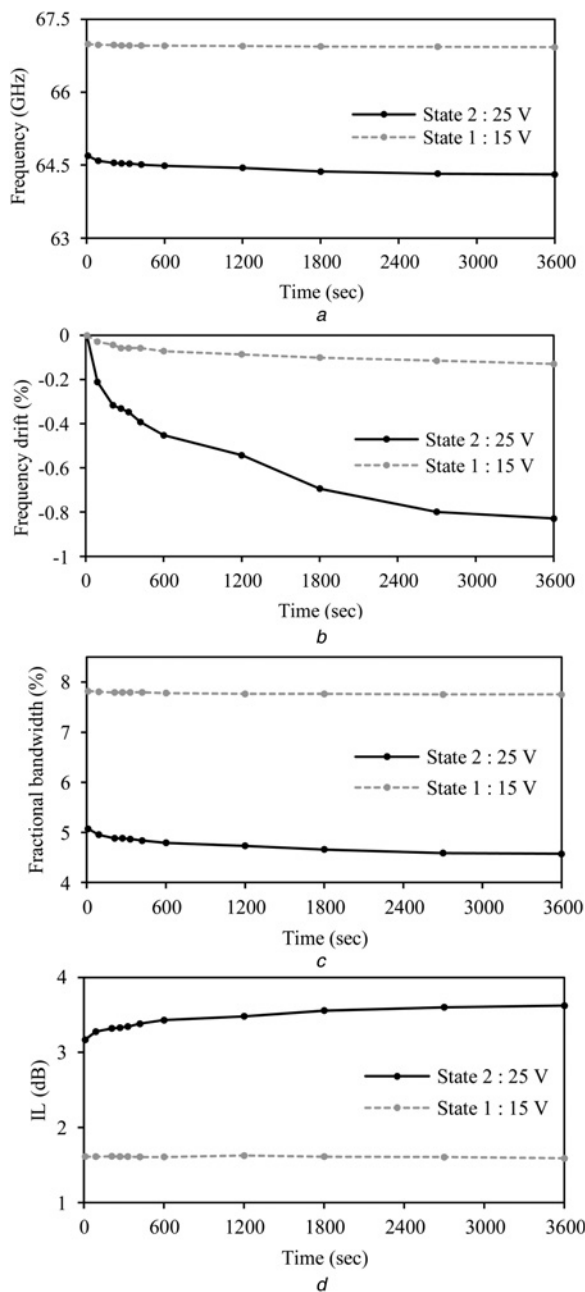 67.5
66
64.5
63
Frequency (GHz)
State 2 : 25 V
State 1 : 15 V
0 600 1200 1800 2400 3000 3600
Time (sec)
a
0
-0.2
-0.4
-0.6
-0.8
-1
Frequency drift (%)
State 2 : 25 V
State 1 : 15 V
0 600 1200 1800 2400 3000 3600
Time (sec)
b
8
7
6
5
4
Fractional bandwidth (%)
State 2 : 25 V
State 1 : 15 V
0 600 1200 1800 2400 3000 3600
Time (sec)
c
4
3
2
1
IL (dB)
State 2 : 25 V
State 1 : 15 V
0 600 1200 1800 2400 3000 3600
Time (sec)
d